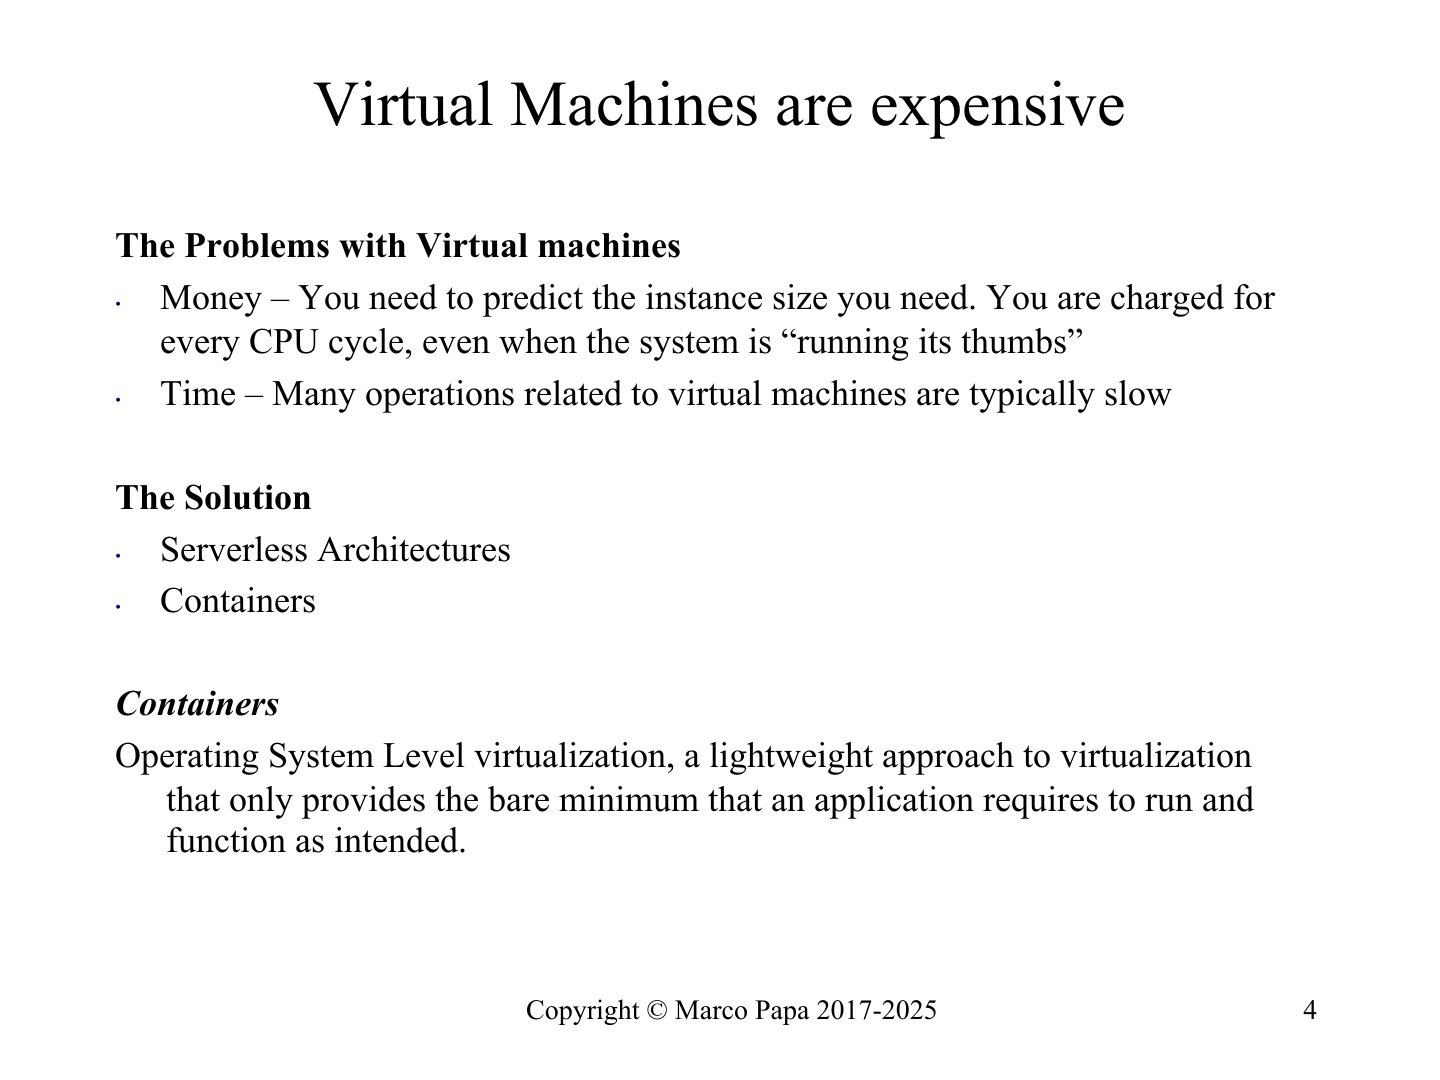 Virtual Machines are expensive
The Problems with Virtual machines
• Money – You need to predict the instance size you need. You are charged for
every CPU cycle, even when the system is “running its thumbs”
• Time – Many operations related to virtual machines are typically slow
The Solution
• Serverless Architectures
• Containers
Containers
Operating System Level virtualization, a lightweight approach to virtualization
that only provides the bare minimum that an application requires to run and
function as intended.
Copyright © Marco Papa 2017-2025
4